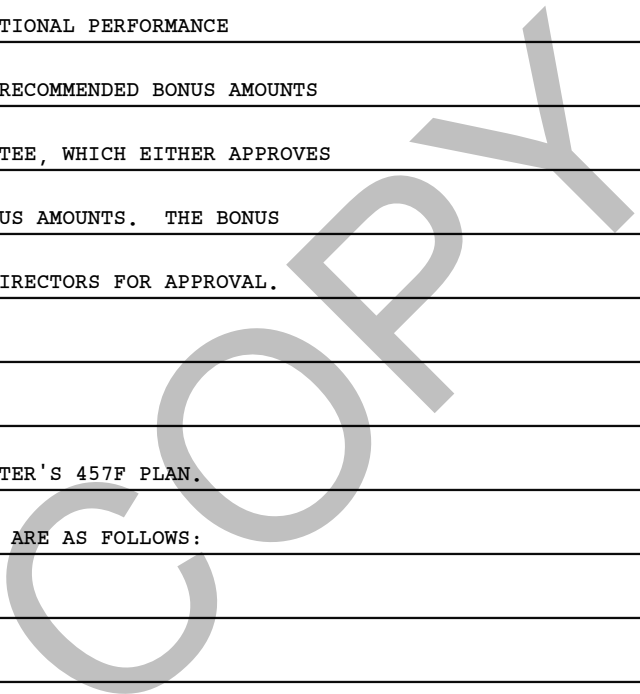 TIONAL PERFORMANCE
RECOMMENDED BONUS AMOUNTS
TEE, WHICH EITHER APPROVES
US AMOUNTS.  THE BONUS
IRECTORS FOR APPROVAL.
TER'S 457F PLAN.
ARE AS FOLLOWS:
COPY